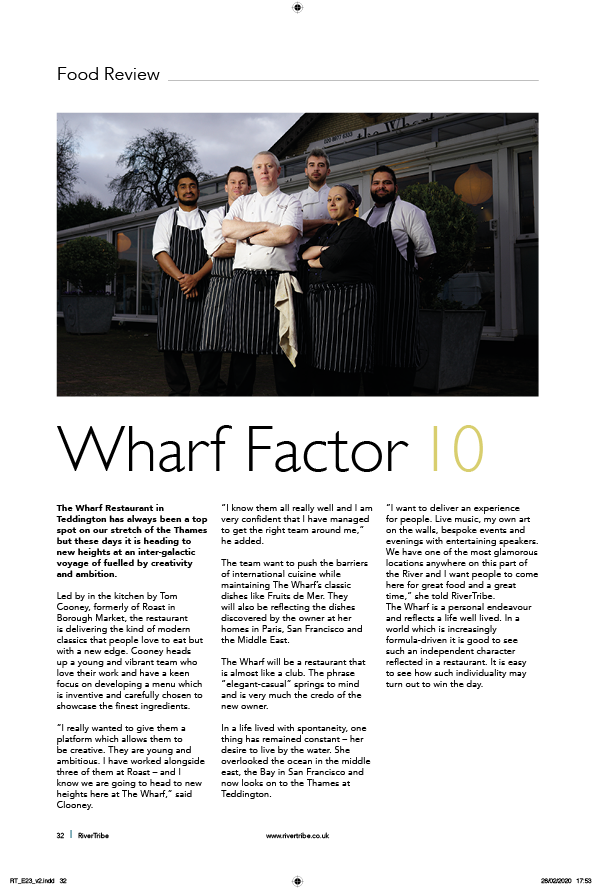 Food Review
the Wharf
Wharf Factor 10
The Wharf Restaurant in
Teddington has always been a top
spot on our stretch of the Thames
but these days it is heading to
new heights at an inter-galactic
voyage of fuelled by creativity
and ambition.
Led by in the kitchen by Tom
Cooney, formerly of Roast in
Borough Market, the restaurant
is delivering the kind of modern
classics that people love to eat but
with a new edge. Cooney heads
up a young and vibrant team who
love their work and have a keen
focus on developing a menu which
is inventive and carefully chosen to
showcase the finest ingredients.
“I really wanted to give them a
platform which allows them to
be creative. They are young and
ambitious. I have worked alongside
three of them at Roast – and I
know we are going to head to new
heights here at The Wharf,” said
Clooney.
“I know them all really well and I am
very confident that I have managed
to get the right team around me,”
he added.
The team want to push the barriers
of international cuisine while
maintaining The Wharf’s classic
dishes like Fruits de Mer. They
will also be reflecting the dishes
discovered by the owner at her
homes in Paris, San Francisco and
the Middle East.
The Wharf will be a restaurant that
is almost like a club. The phrase
“elegant-casual” springs to mind
and is very much the credo of the
new owner.
In a life lived with spontaneity, one
thing has remained constant – her
desire to live by the water. She
overlooked the ocean in the middle
east, the Bay in San Francisco and
now looks on to the Thames at
Teddington.
“I want to deliver an experience
for people. Live music, my own art
on the walls, bespoke events and
evenings with entertaining speakers.
We have one of the most glamorous
locations anywhere on this part of
the River and I want people to come
here for great food and a great
time,” she told RiverTribe.
The Wharf is a personal endeavour
and reflects a life well lived. In a
world which is increasingly
formula-driven it is good to see
such an independent character
reflected in a restaurant. It is easy
to see how such individuality may
turn out to win the day.
32 | RiverTribe
www.rivertribe.co.uk
RT_E23_v2.indd 32
28/02/2020 17:53